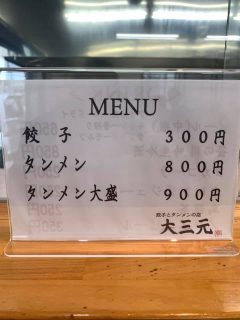 MENU
餃子 300円
タンメン 800円
タンメン大盛 900円
餃子とタンメンの店
大三元